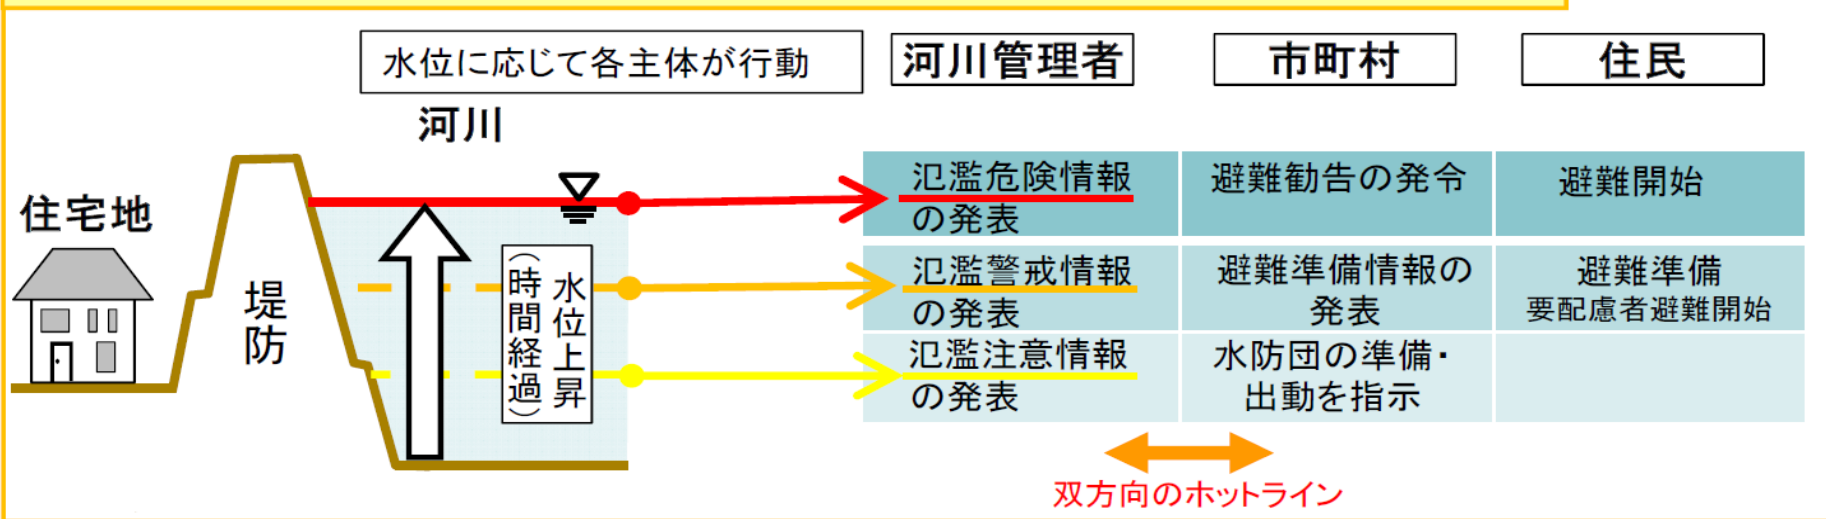 水位に応じて各主体が行動
河川管理者
市町村
住民
河川
住宅地
堤防
水位上昇
（時間経過）
氾濫危険情報
の発表
避難勧告の発令
避難開始
氾濫警戒情報
の発表
避難準備情報の
発表
避難準備
要配慮者避難開始
氾濫注意情報
の発表
水防団の準備・
出動を指示
双方向のホットライン